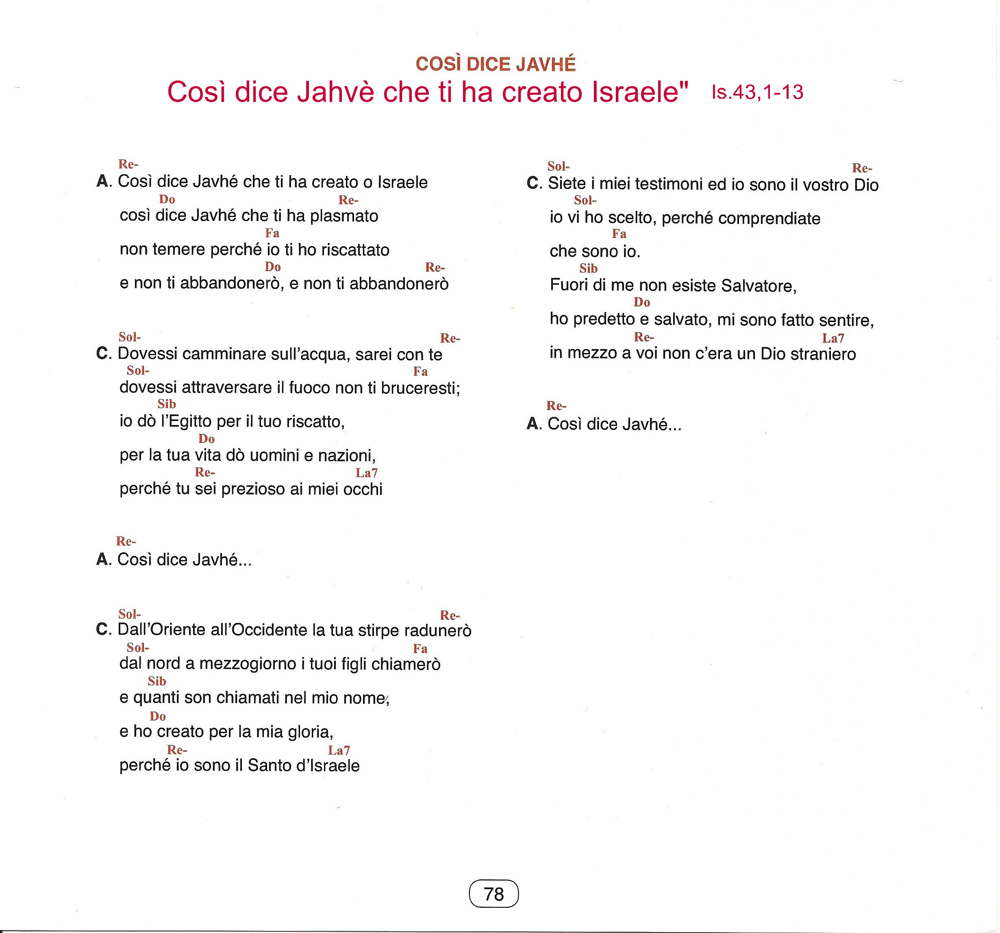 COSÌ DICE JAVHÉ
Così dice Jahvè che ti ha creato Israele" Is.43,1-13
Re-
A. Così dice Javhé che ti ha creato o Israele
Do Re-
così dice Javhé che ti ha plasmato
Fa
non temere perché io ti ho riscattato
Do Re-
e non ti abbandonerò, e non ti abbandonerò
Sol- Re-
C. Dovessi camminare sull'acqua, sarei con te
Sol- Fa
dovessi attraversare il fuoco non ti bruceresti;
Sib
io dò l'Egitto per il tuo riscatto,
Do
per la tua vita dò uomini e nazioni,
Re- La7
perché tu sei prezioso ai miei occhi
Re-
A. Così dice Javhé...
Sol- Re-
C. Dall'Oriente all'Occidente la tua stirpe radunerò
Sol- Fa
dal nord a mezzogiorno i tuoi figli chiamerò
Sib
e quanti son chiamati nel mio nome,
Do
e ho creato per la mia gloria,
Re- La7
perché io sono il Santo d'Israele
Sol- Re-
C. Siete i miei testimoni ed io sono il vostro Dio
Sol-
io vi ho scelto, perché comprendiate
Fa
che sono io.
Sib
Fuori di me non esiste Salvatore,
Do
ho predetto e salvato, mi sono fatto sentire,
Re- La7
in mezzo a voi non c'era un Dio straniero
Re-
A. Così dice Javhé...
78